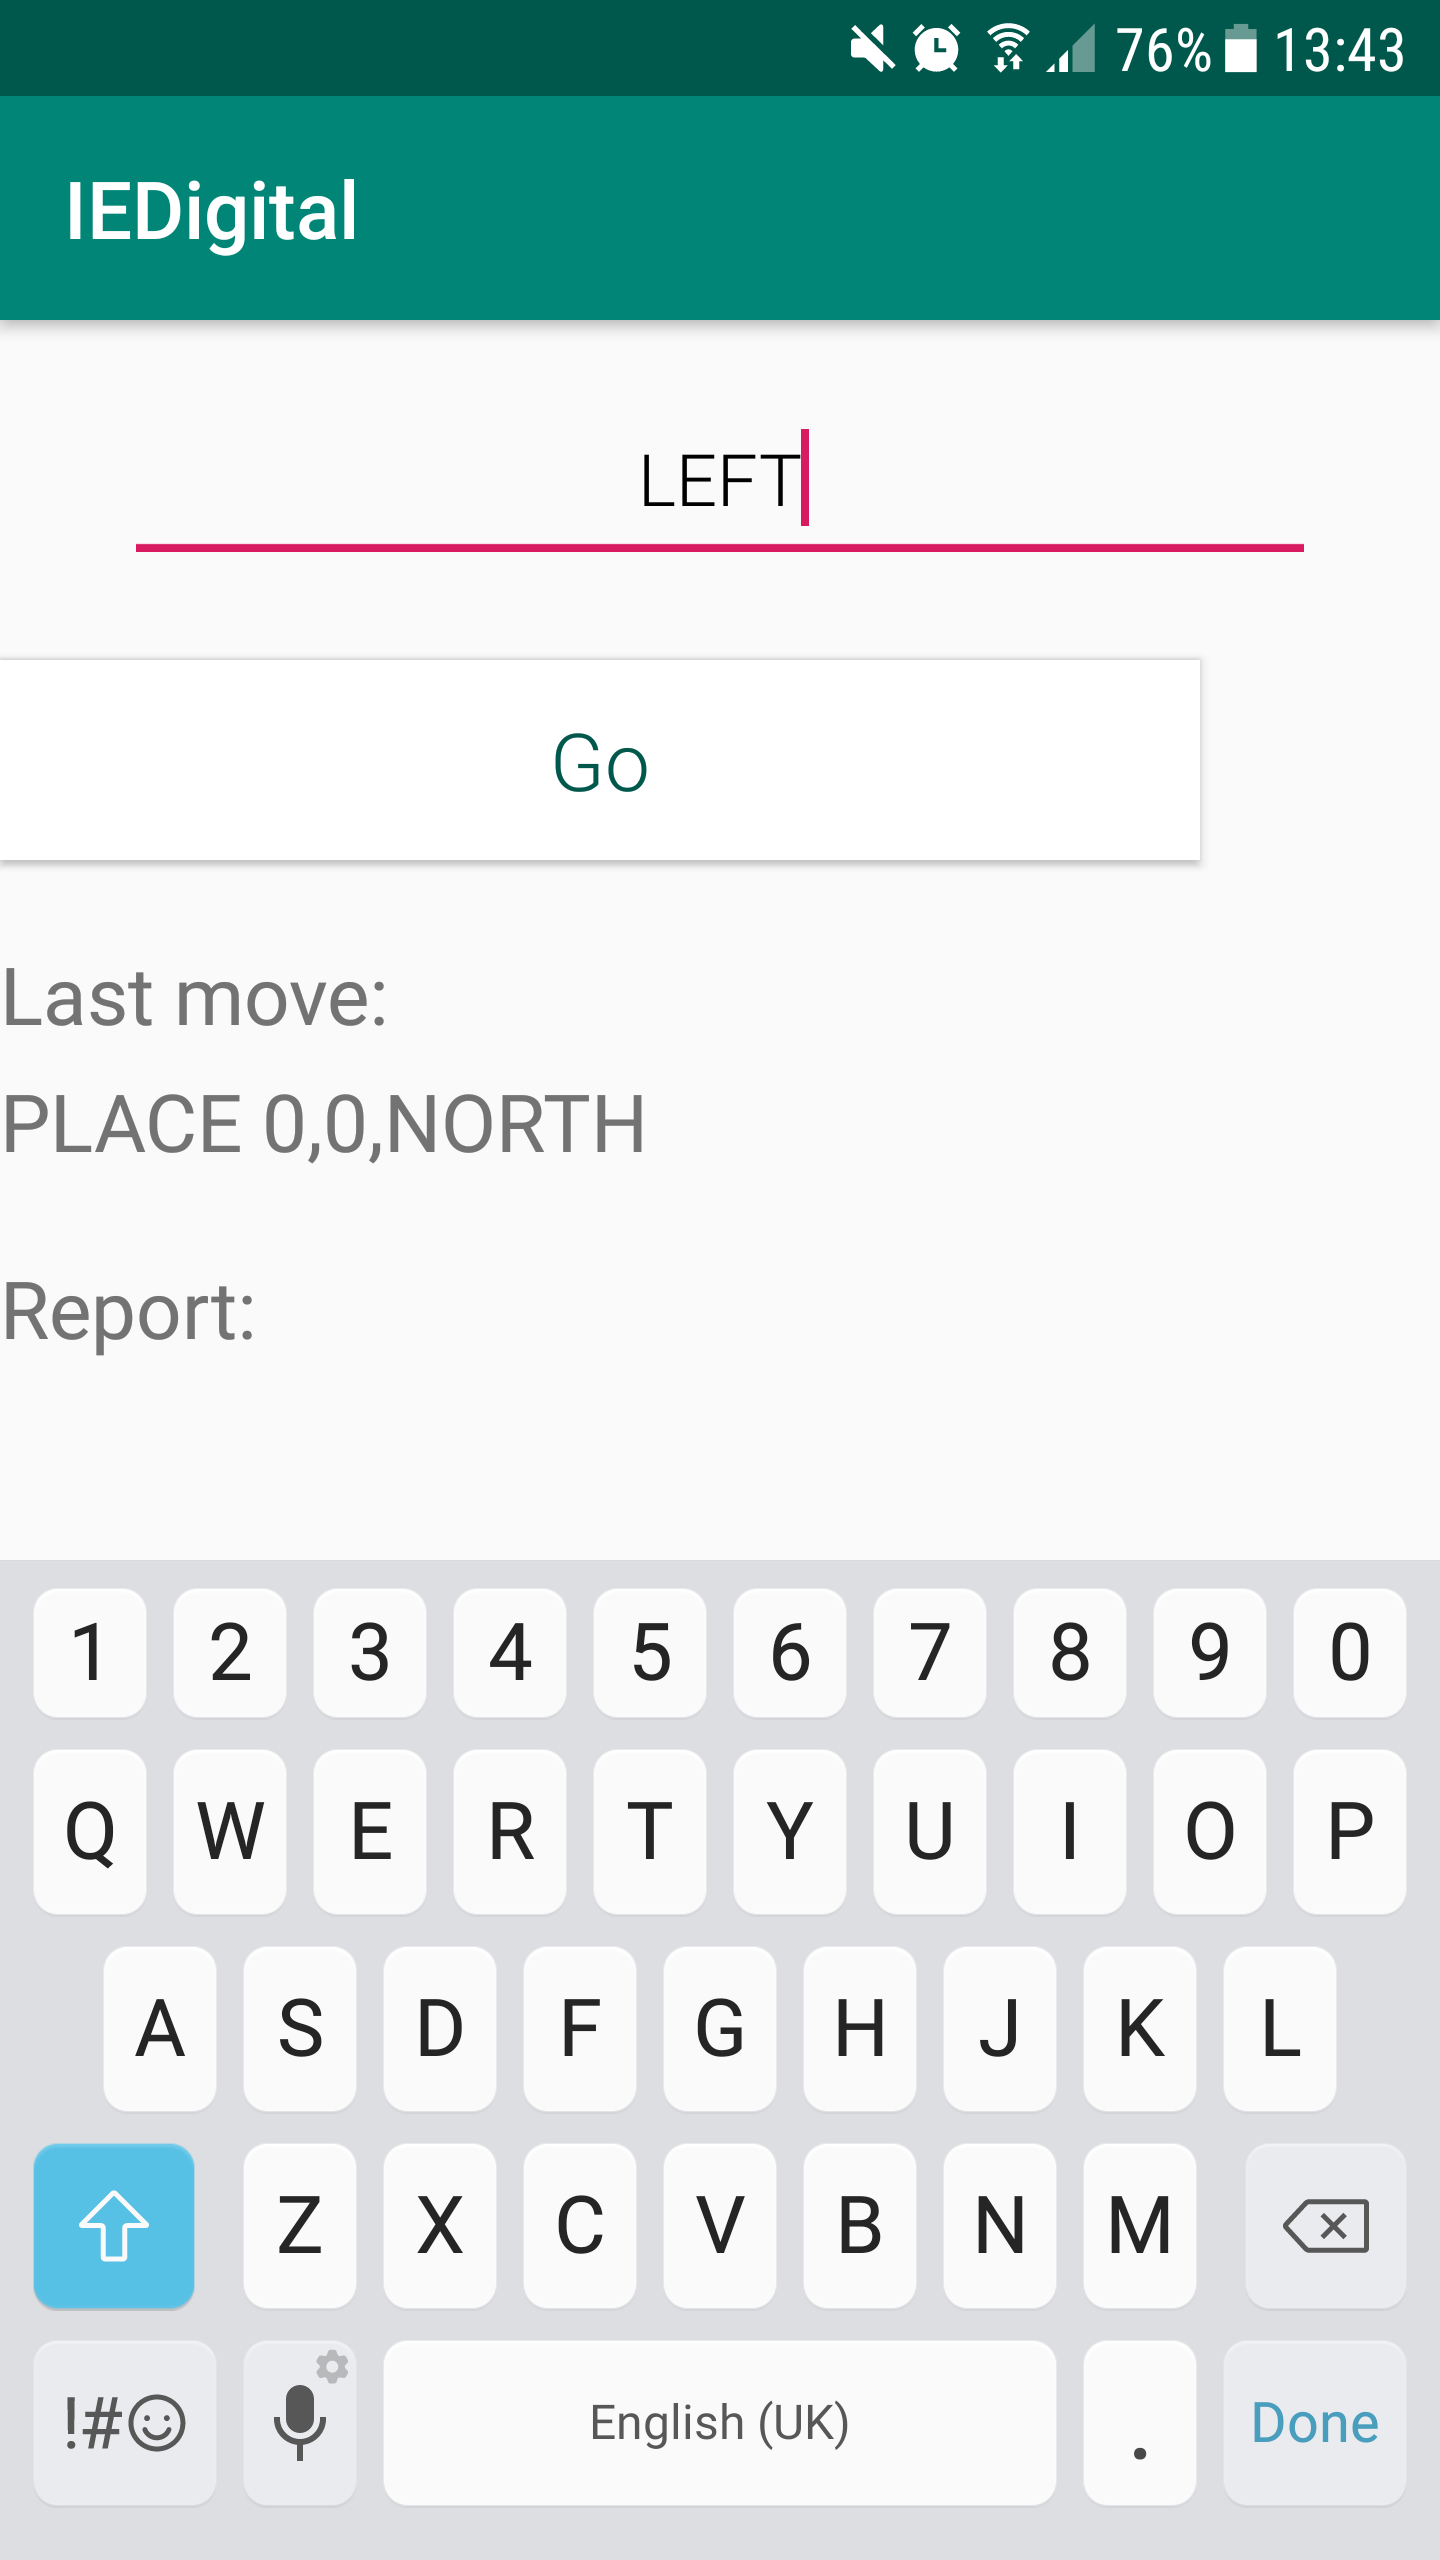 76% 13:43
IEDigital
LEFT
Go
Last move:
PLACE 0,0,NORTH
Report:
1 2 3 4 5 6 7 8 9 0
Q W E R T Y U I O P
A S D F G H J K L
Z X C V B N M
!#☺ English (UK) . Done